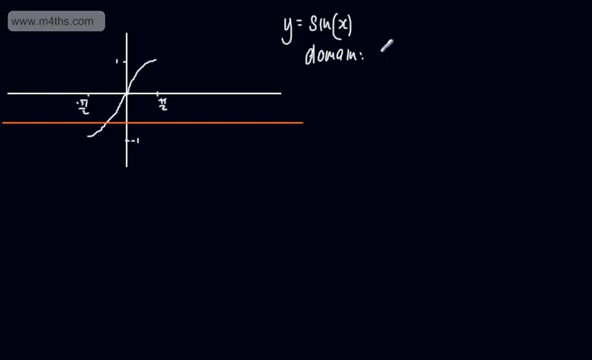 www.m4ths.com
y = sin(x)
domain:
1
-π/2
π/2
-1